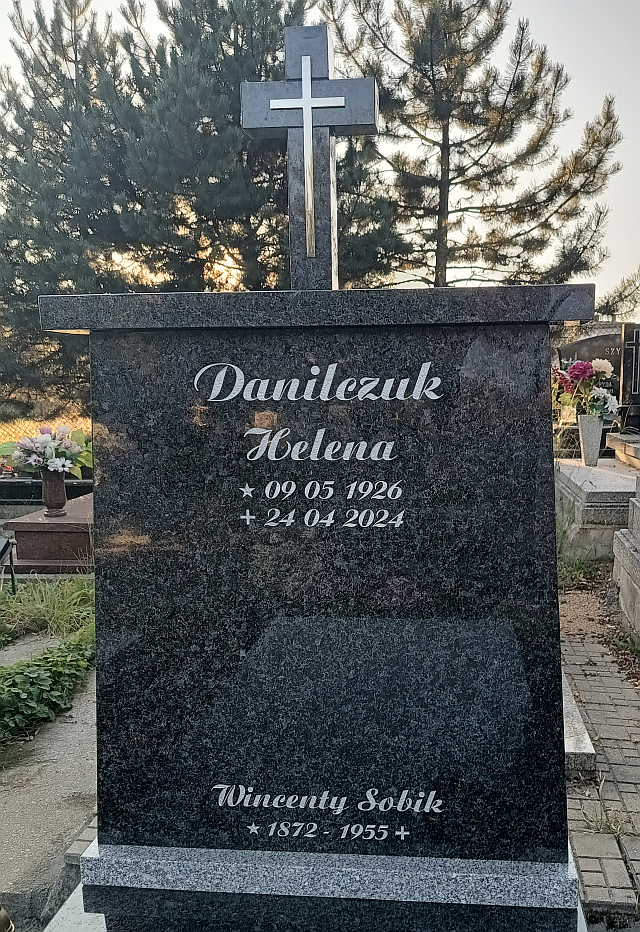 Danilczuk
Helena
★ 09 05 1926
+ 24 04 2024
Wincenty Sobik
★ 1872 - 1955 +